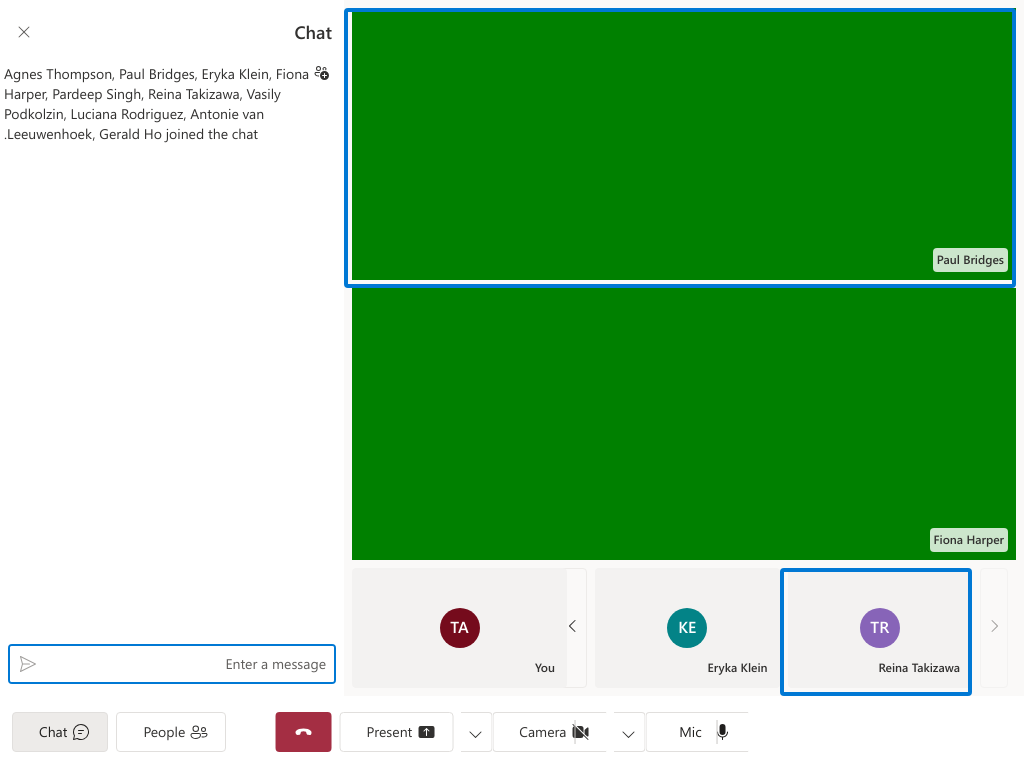 Chat
Agnes Thompson, Paul Bridges, Eryka Klein, Fiona
Harper, Pardeep Singh, Reina Takizawa, Vasily
Podkolzin, Luciana Rodriguez, Antonie van
.Leeuwenhoek, Gerald Ho joined the chat
Paul Bridges
Fiona Harper
TA
You
KE
Eryka Klein
TR
Reina Takizawa
Enter a message
Chat
People
Present
Camera
Mic